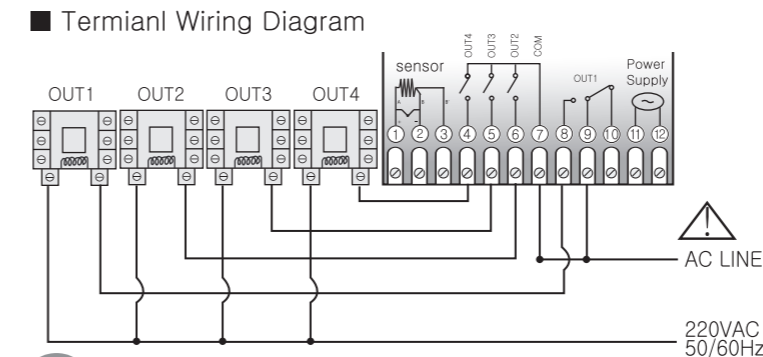 ■ Termianl Wiring Diagram
OUT1 OUT2 OUT3 OUT4
sensor
OUT4 OUT3 OUT2 COM
OUT1
Power
Supply
A B B'
1 2 3 4 5 6 7 8 9 10 11 12
AC LINE
220VAC
50/60Hz